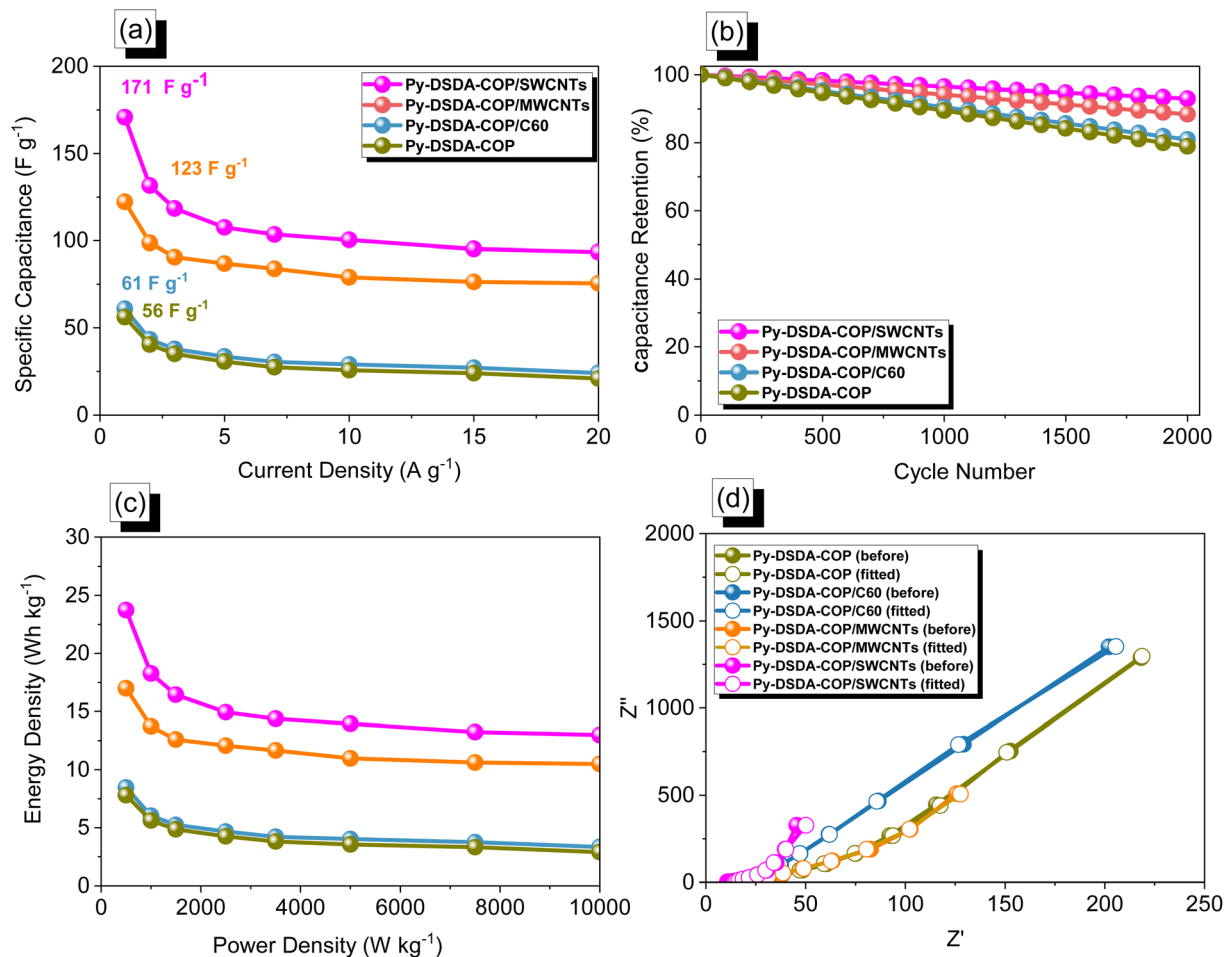 (a)
200
150
100
50
0
Specific Capacitance (F g⁻¹)
171 F g⁻¹
123 F g⁻¹
61 F g⁻¹
56 F g⁻¹
Py-DSDA-COP/SWCNTs
Py-DSDA-COP/MWCNTs
Py-DSDA-COP/C60
Py-DSDA-COP
0 5 10 15 20
Current Density (A g⁻¹)
(b)
100
80
60
40
20
0
capacitance Retention (%)
Py-DSDA-COP/SWCNTs
Py-DSDA-COP/MWCNTs
Py-DSDA-COP/C60
Py-DSDA-COP
0 500 1000 1500 2000
Cycle Number
(c)
30
25
20
15
10
5
0
Energy Density (Wh kg⁻¹)
0 2000 4000 6000 8000 10000
Power Density (W kg⁻¹)
(d)
2000
1500
1000
500
0
Z''
Py-DSDA-COP (before)
Py-DSDA-COP (fitted)
Py-DSDA-COP/C60 (before)
Py-DSDA-COP/C60 (fitted)
Py-DSDA-COP/MWCNTs (before)
Py-DSDA-COP/MWCNTs (fitted)
Py-DSDA-COP/SWCNTs (before)
Py-DSDA-COP/SWCNTs (fitted)
0 50 100 150 200 250
Z'